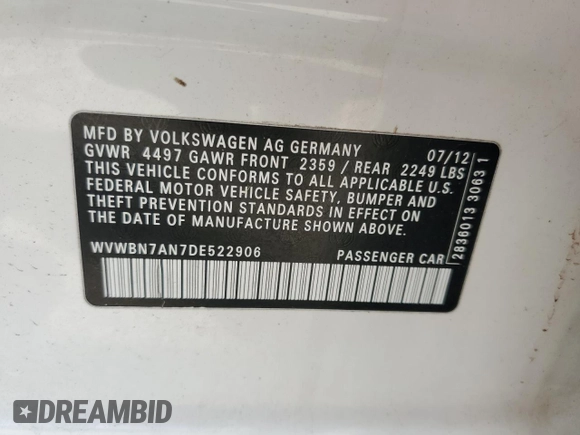 MFD BY VOLKSWAGEN AG GERMANY 07/12
GVWR 4497 GAWR FRONT 2359 / REAR 2249 LBS
THIS VEHICLE CONFORMS TO ALL APPLICABLE U.S.
FEDERAL MOTOR VEHICLE SAFETY, BUMPER AND
THEFT PREVENTION STANDARDS IN EFFECT ON
THE DATE OF MANUFACTURE SHOWN ABOVE.
WVWBN7AN7DE522906 PASSENGER CAR
2836013 3063 1
DREAMBID